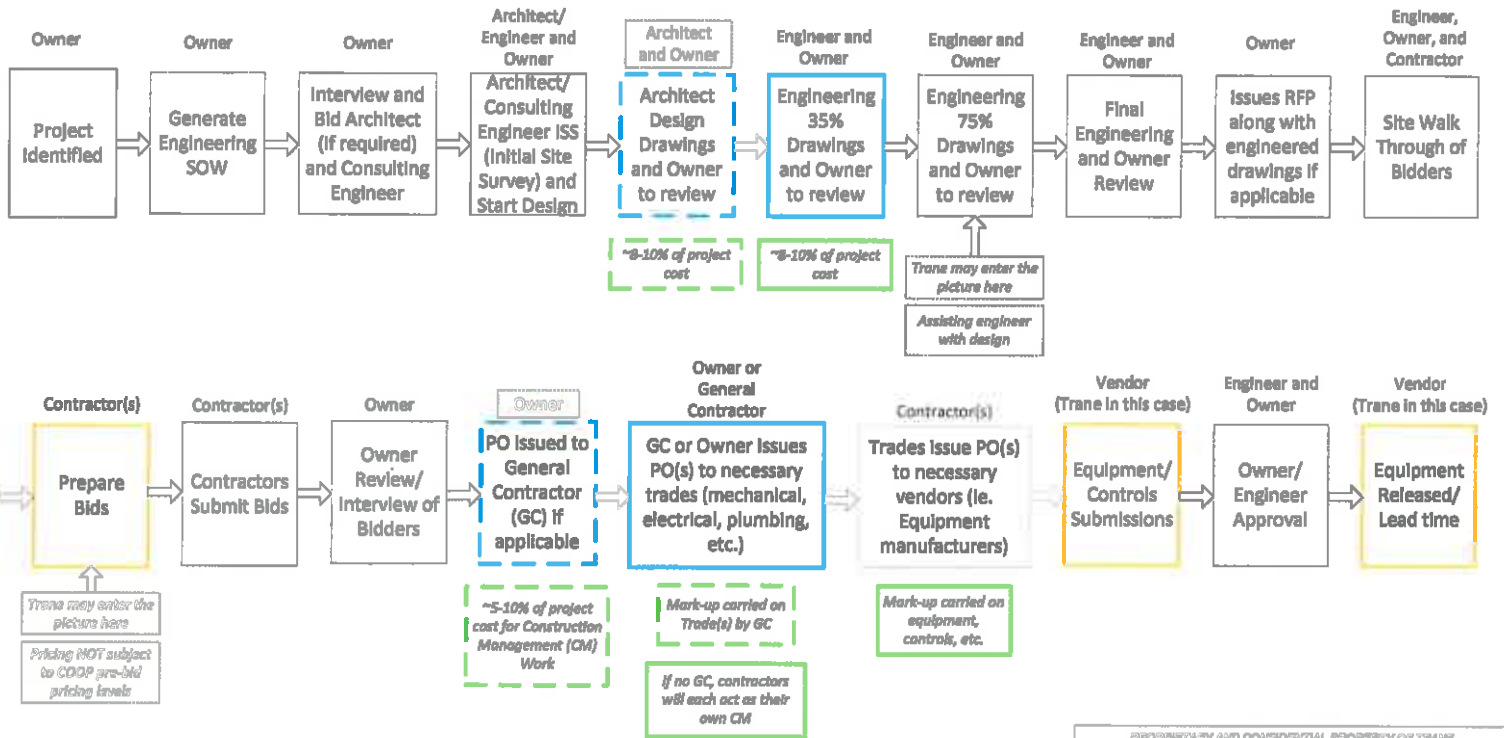 Owner
Project
Identified
Owner
Generate
Engineering
SOW
Owner
Interview and
Bid Architect
(if required)
and Consulting
Engineer
Architect/
Engineer and
Owner
Architect/
Consulting
Engineer ISS
(Initial Site
Survey) and
Start Design
Architect
and Owner
Architect
Design
Drawings
and Owner
to review
~8-10% of project
cost
Engineer and
Owner
Engineering
35%
Drawings
and Owner
to review
~8-10% of project
cost
Engineer and
Owner
Engineering
75%
Drawings
and Owner
to review
Trane may enter the
picture here
Assisting engineer
with design
Engineer and
Owner
Final
Engineering
and Owner
Review
Owner
Issues RFP
along with
engineered
drawings if
applicable
Engineer,
Owner, and
Contractor
Site Walk
Through of
Bidders
Contractor(s)
Prepare
Bids
Trane may enter the
picture here
Pricing NOT subject
to COOP pre-bid
pricing levels
Contractor(s)
Contractors
Submit Bids
Owner
Owner
Review/
Interview of
Bidders
Owner
PO issued to
General
Contractor
(GC) if
applicable
~5-10% of project
cost for Construction
Management (CM)
Work
Owner or
General
Contractor
GC or Owner issues
PO(s) to necessary
trades (mechanical,
electrical, plumbing,
etc.)
Mark-up carried on
Trade(s) by GC
If no GC, contractors
will each act as their
own CM
Contractor(s)
Trades issue PO(s)
to necessary
vendors (ie.
Equipment
manufacturers)
Mark-up carried on
equipment,
controls, etc.
Vendor
(Trane in this case)
Equipment/
Controls
Submissions
Engineer and
Owner
Owner/
Engineer
Approval
Vendor
(Trane in this case)
Equipment
Released/
Lead time
PROPRIETARY AND CONFIDENTIAL PROPERTY OF TRANE